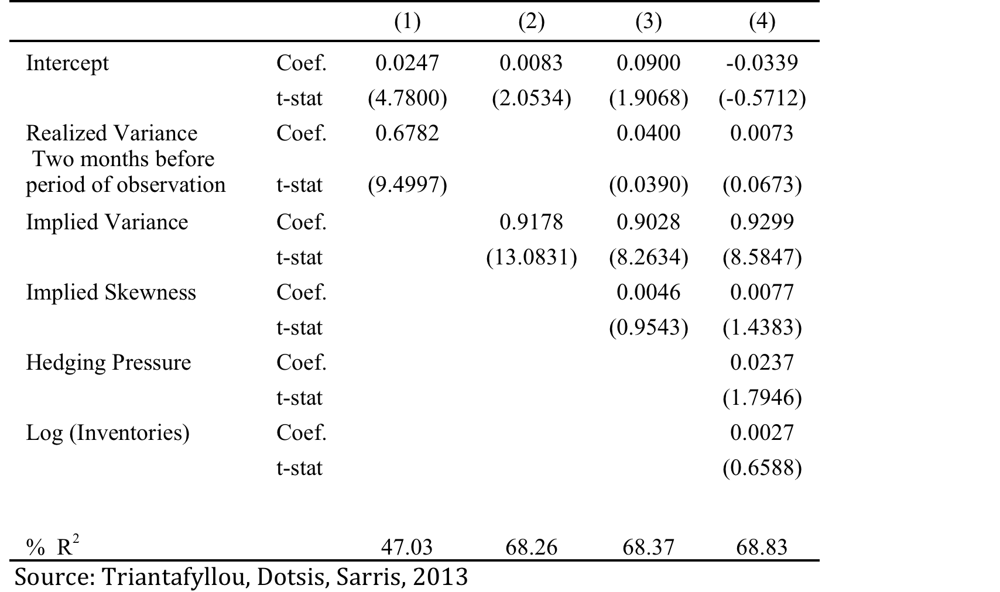 (1) (2) (3) (4)
Intercept Coef. 0.0247 0.0083 0.0900 -0.0339
t-stat (4.7800) (2.0534) (1.9068) (-0.5712)
Realized Variance Coef. 0.6782 0.0400 0.0073
Two months before
period of observation t-stat (9.4997) (0.0390) (0.0673)
Implied Variance Coef. 0.9178 0.9028 0.9299
t-stat (13.0831) (8.2634) (8.5847)
Implied Skewness Coef. 0.0046 0.0077
t-stat (0.9543) (1.4383)
Hedging Pressure Coef. 0.0237
t-stat (1.7946)
Log (Inventories) Coef. 0.0027
t-stat (0.6588)
% R² 47.03 68.26 68.37 68.83
Source: Triantafyllou, Dotsis, Sarris, 2013